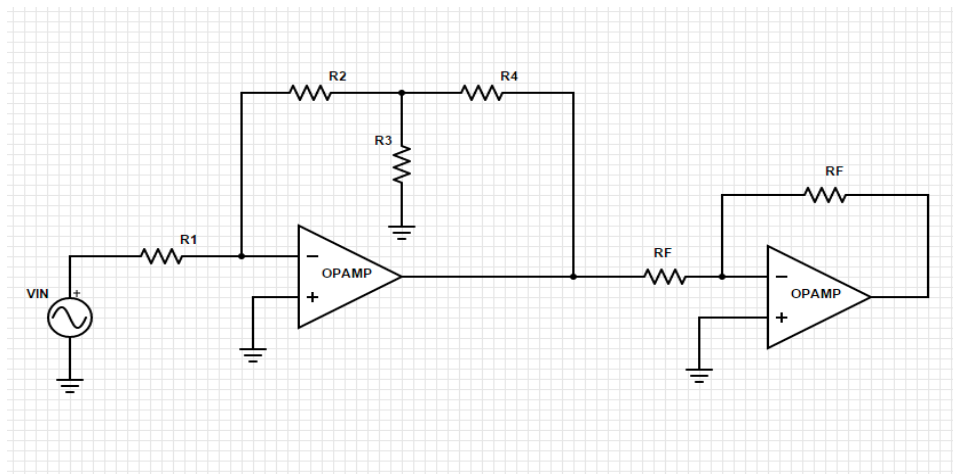 R2
R4
R3
RF
R1
RF
OPAMP
VIN
+
−
+
OPAMP
−
+